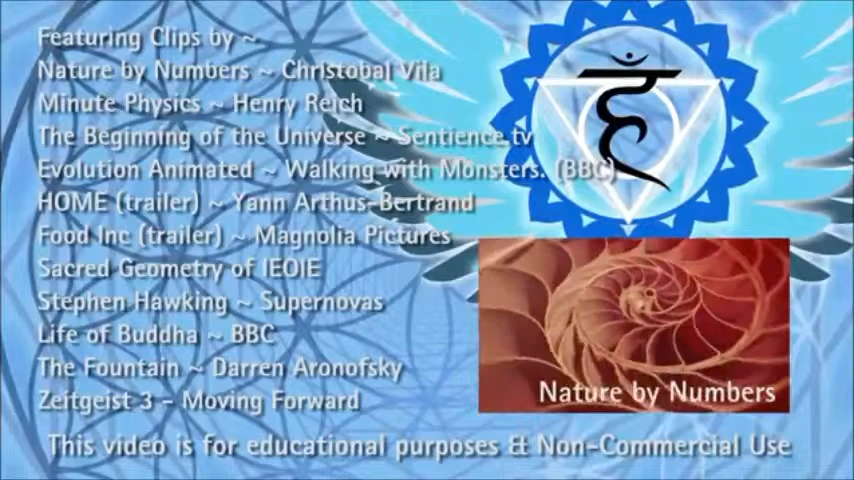 Featuring Clips by ~
Nature by Numbers ~ Christobal Vila
Minute Physics ~ Henry Reich
The Beginning of the Universe ~ Sentience.tv
Evolution Animated ~ Walking with Monsters. (BBC)
HOME (trailer) ~ Yann Arthus-Bertrand
Food Inc (trailer) ~ Magnolia Pictures
Sacred Geometry of IEOIE
Stephen Hawking ~ Supernovas
Life of Buddha ~ BBC
The Fountain ~ Darren Aronofsky
Zeitgeist 3 - Moving Forward
हं
Nature by Numbers
This video is for educational purposes & Non-Commercial Use